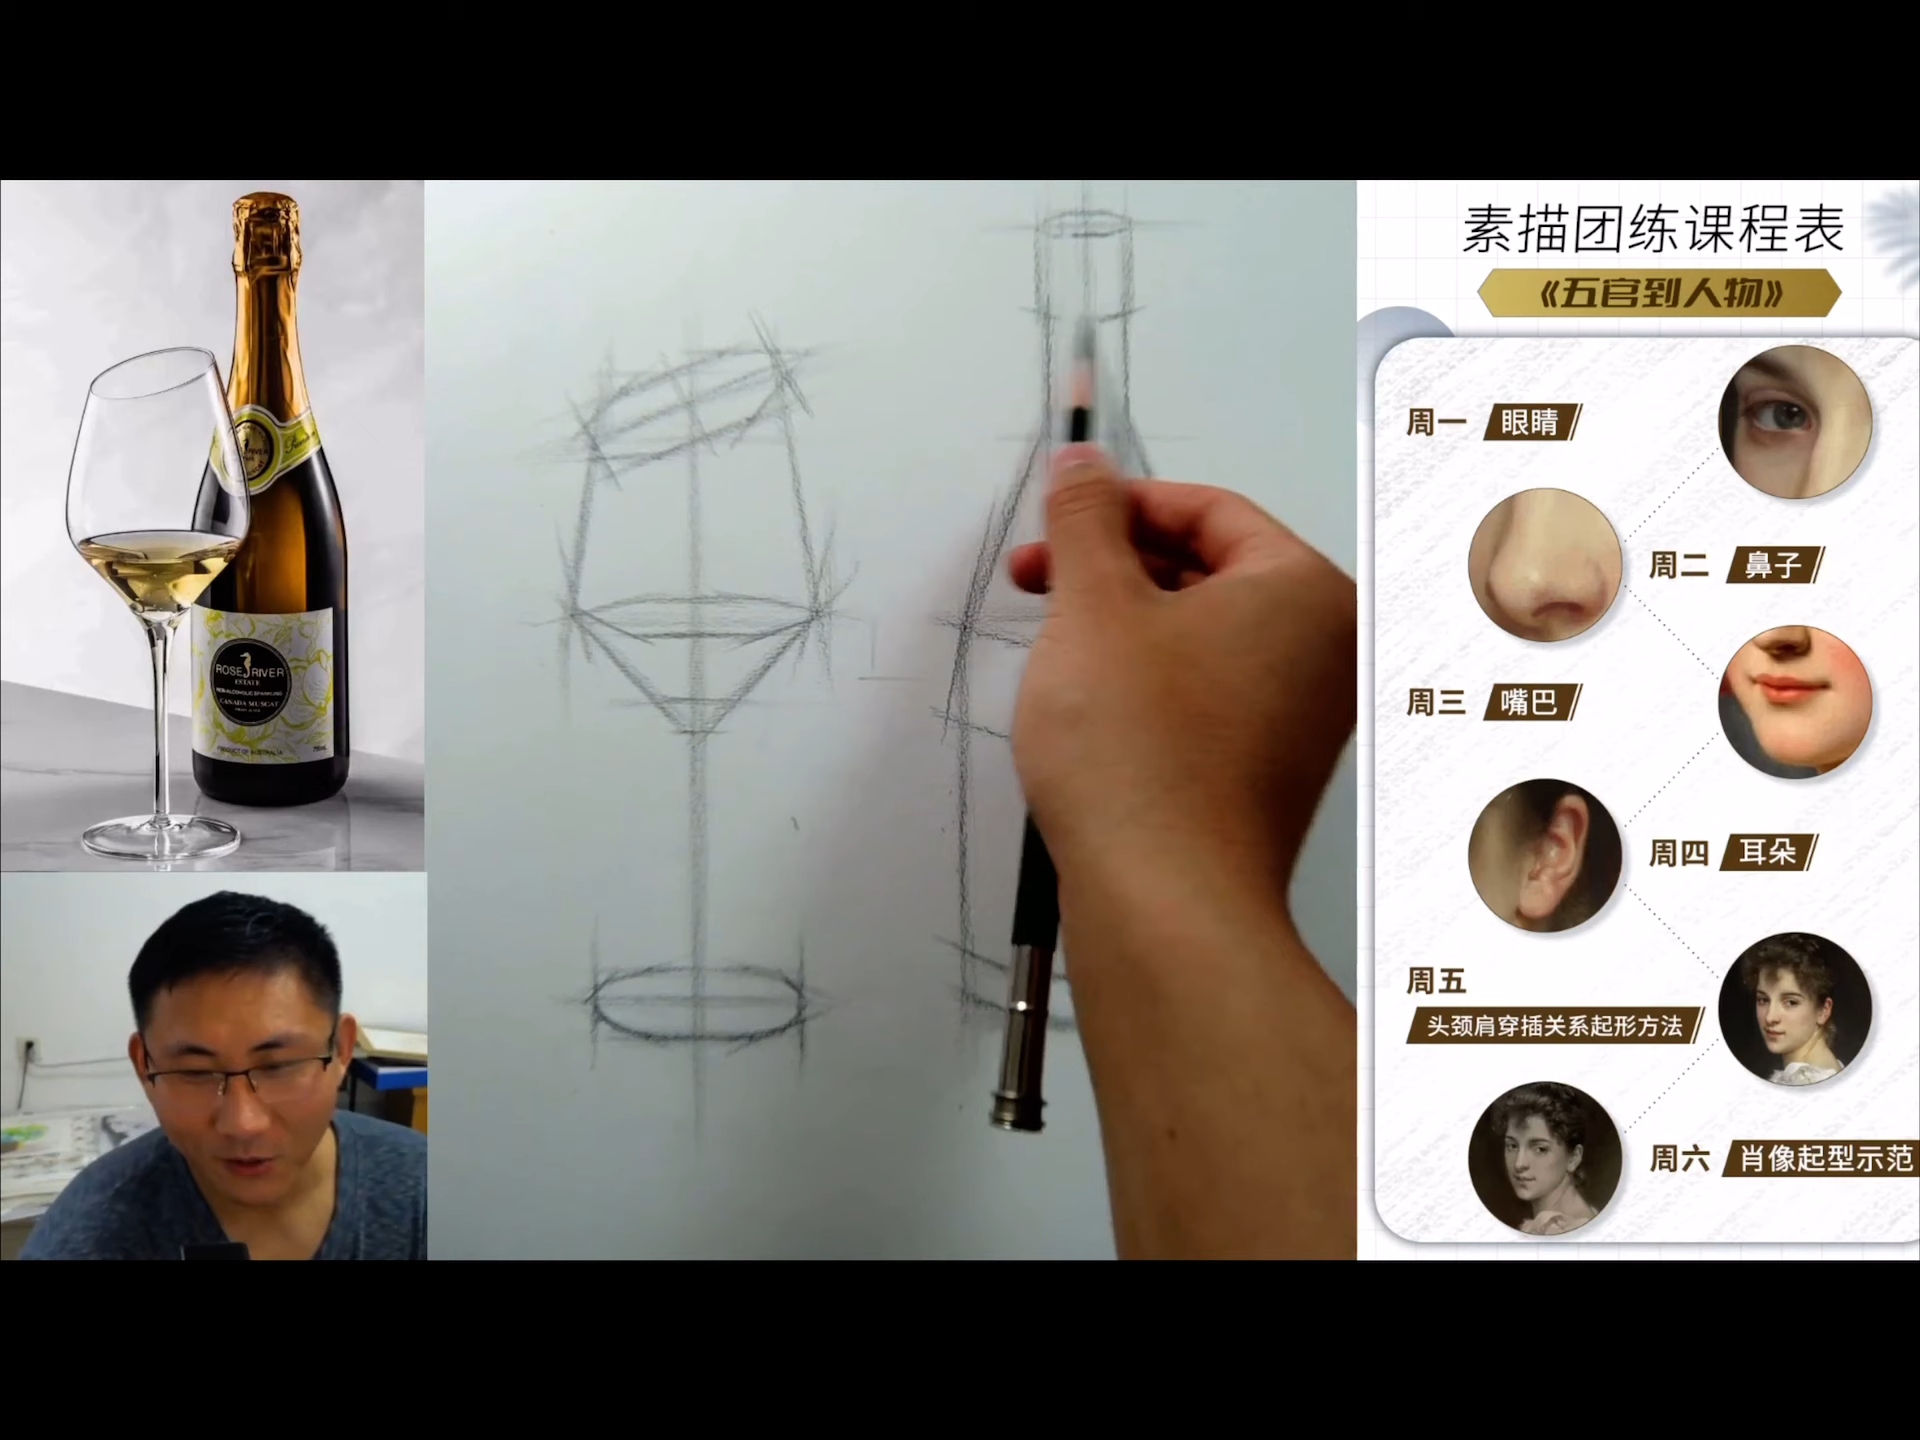 ROSE RIVER
ESTATE
NON-ALCOHOLIC SPARKLING
CANADA MUSCAT
PRODUCT OF AUSTRALIA
素描团练课程表
《五官到人物》
周一 眼睛
周二 鼻子
周三 嘴巴
周四 耳朵
周五
头颈肩穿插关系起形方法
周六 肖像起型示范